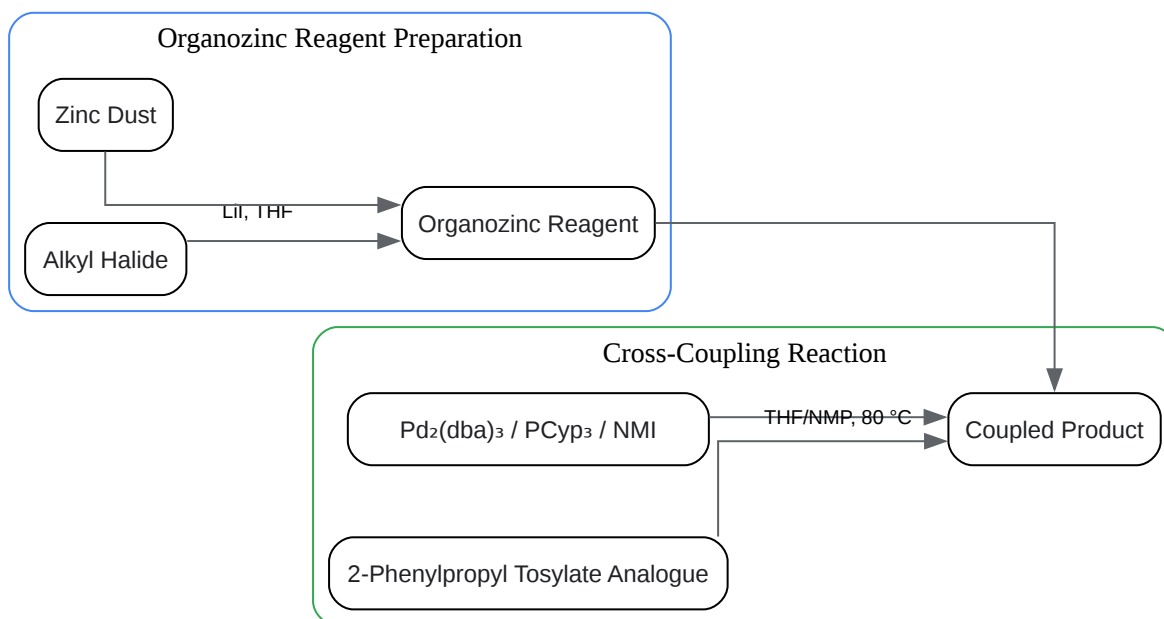 Organozinc Reagent Preparation
Zinc Dust
LiI, THF
Organozinc Reagent
Alkyl Halide
Cross-Coupling Reaction
Pd₂(dba)₃ / PCyp₃ / NMI
THF/NMP, 80 °C
Coupled Product
2-Phenylpropyl Tosylate Analogue